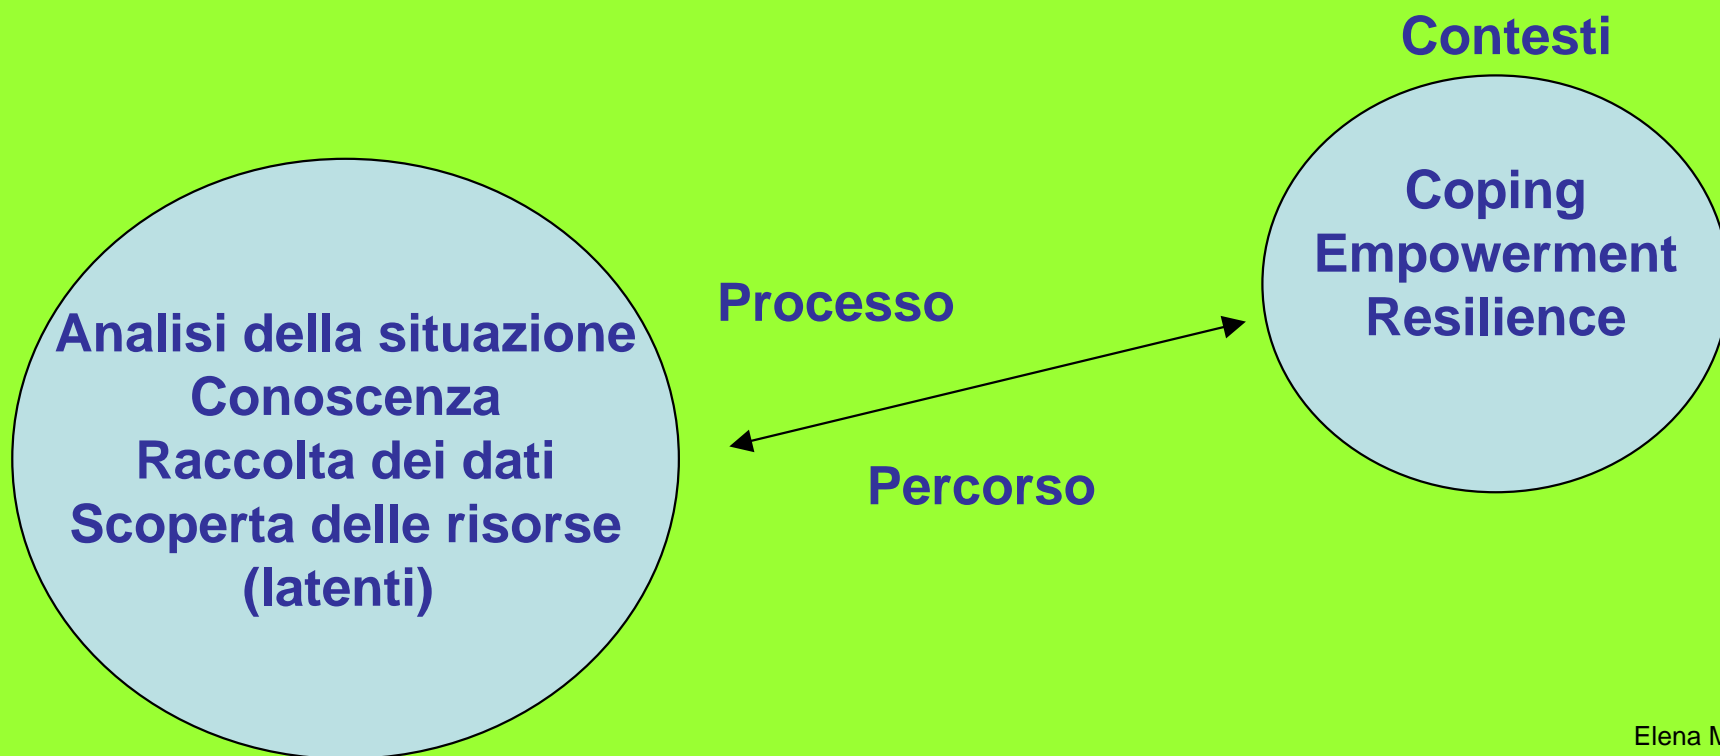 Contesti
Coping
Empowerment
Resilience
Processo
Analisi della situazione
Conoscenza
Raccolta dei dati
Scoperta delle risorse
(latenti)
Percorso
Elena M